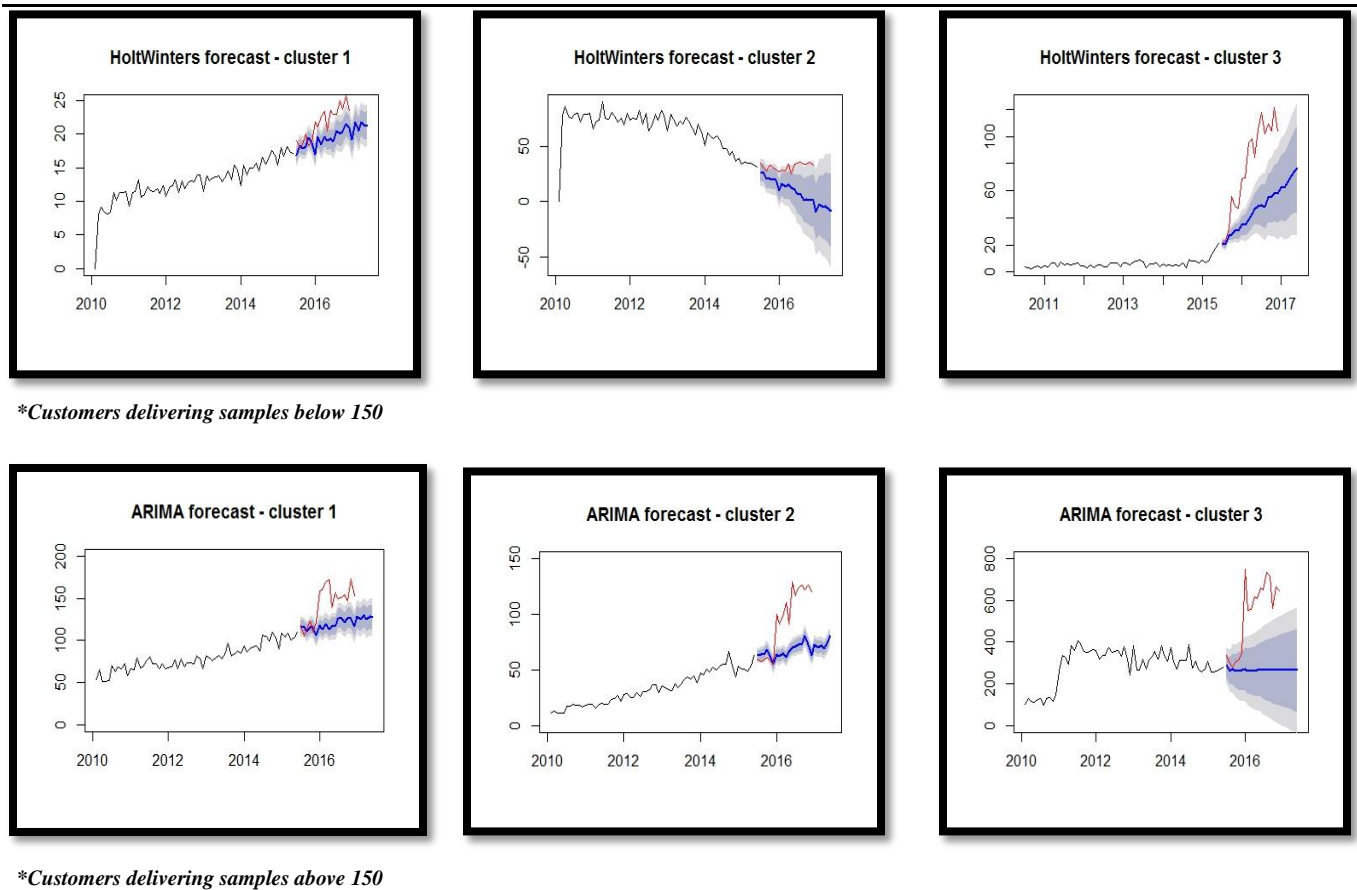 HoltWinters forecast - cluster 1
25
20
15
10
5
0
2010 2012 2014 2016
HoltWinters forecast - cluster 2
50
0
-50
2010 2012 2014 2016
HoltWinters forecast - cluster 3
100
60
20
0
2011 2013 2015 2017
*Customers delivering samples below 150
ARIMA forecast - cluster 1
200
150
100
50
0
2010 2012 2014 2016
ARIMA forecast - cluster 2
150
100
50
0
2010 2012 2014 2016
ARIMA forecast - cluster 3
800
600
400
200
0
2010 2012 2014 2016
*Customers delivering samples above 150